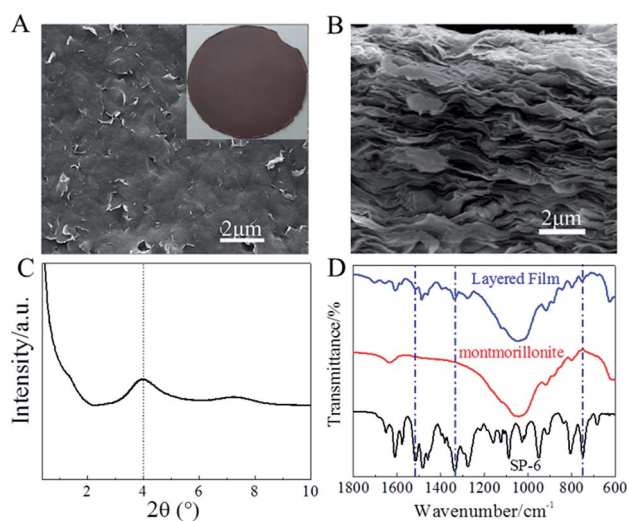 A
2μm
B
2μm
C
Intensity/a.u.
2 4 6 8 10
2θ (°)
D
Layered Film
montmorillonite
SP-6
Transmittance/%
1800 1600 1400 1200 1000 800 600
Wavenumber/cm⁻¹